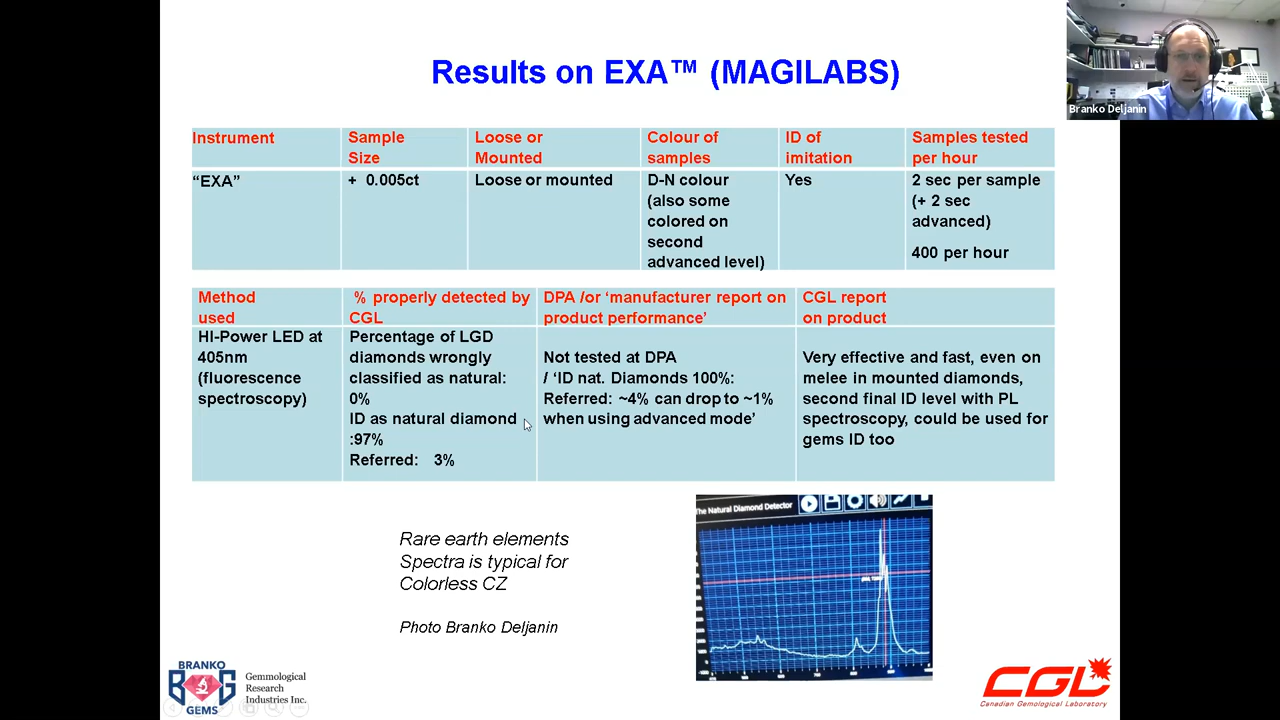 Results on EXA™ (MAGILABS)
Branko Deljanin
Instrument
Sample
Size
Loose or
Mounted
Colour of
samples
ID of
imitation
Samples tested
per hour
“EXA”
+ 0.005ct
Loose or mounted
D-N colour
(also some
colored on
second
advanced level)
Yes
2 sec per sample
(+ 2 sec
advanced)
400 per hour
Method
used
% properly detected by
CGL
DPA /or ‘manufacturer report on
product performance’
CGL report
on product
HI-Power LED at
405nm
(fluorescence
spectroscopy)
Percentage of LGD
diamonds wrongly
classified as natural:
0%
ID as natural diamond
:97%
Referred: 3%
Not tested at DPA
/ ‘ID nat. Diamonds 100%:
Referred: ~4% can drop to ~1%
when using advanced mode’
Very effective and fast, even on
melee in mounted diamonds,
second final ID level with PL
spectroscopy, could be used for
gems ID too
Rare earth elements
Spectra is typical for
Colorless CZ
Photo Branko Deljanin
The Natural Diamond Detector
BRANKO
GEMS
Gemmological
Research
Industries Inc.
CGL
Canadian Gemological Laboratory